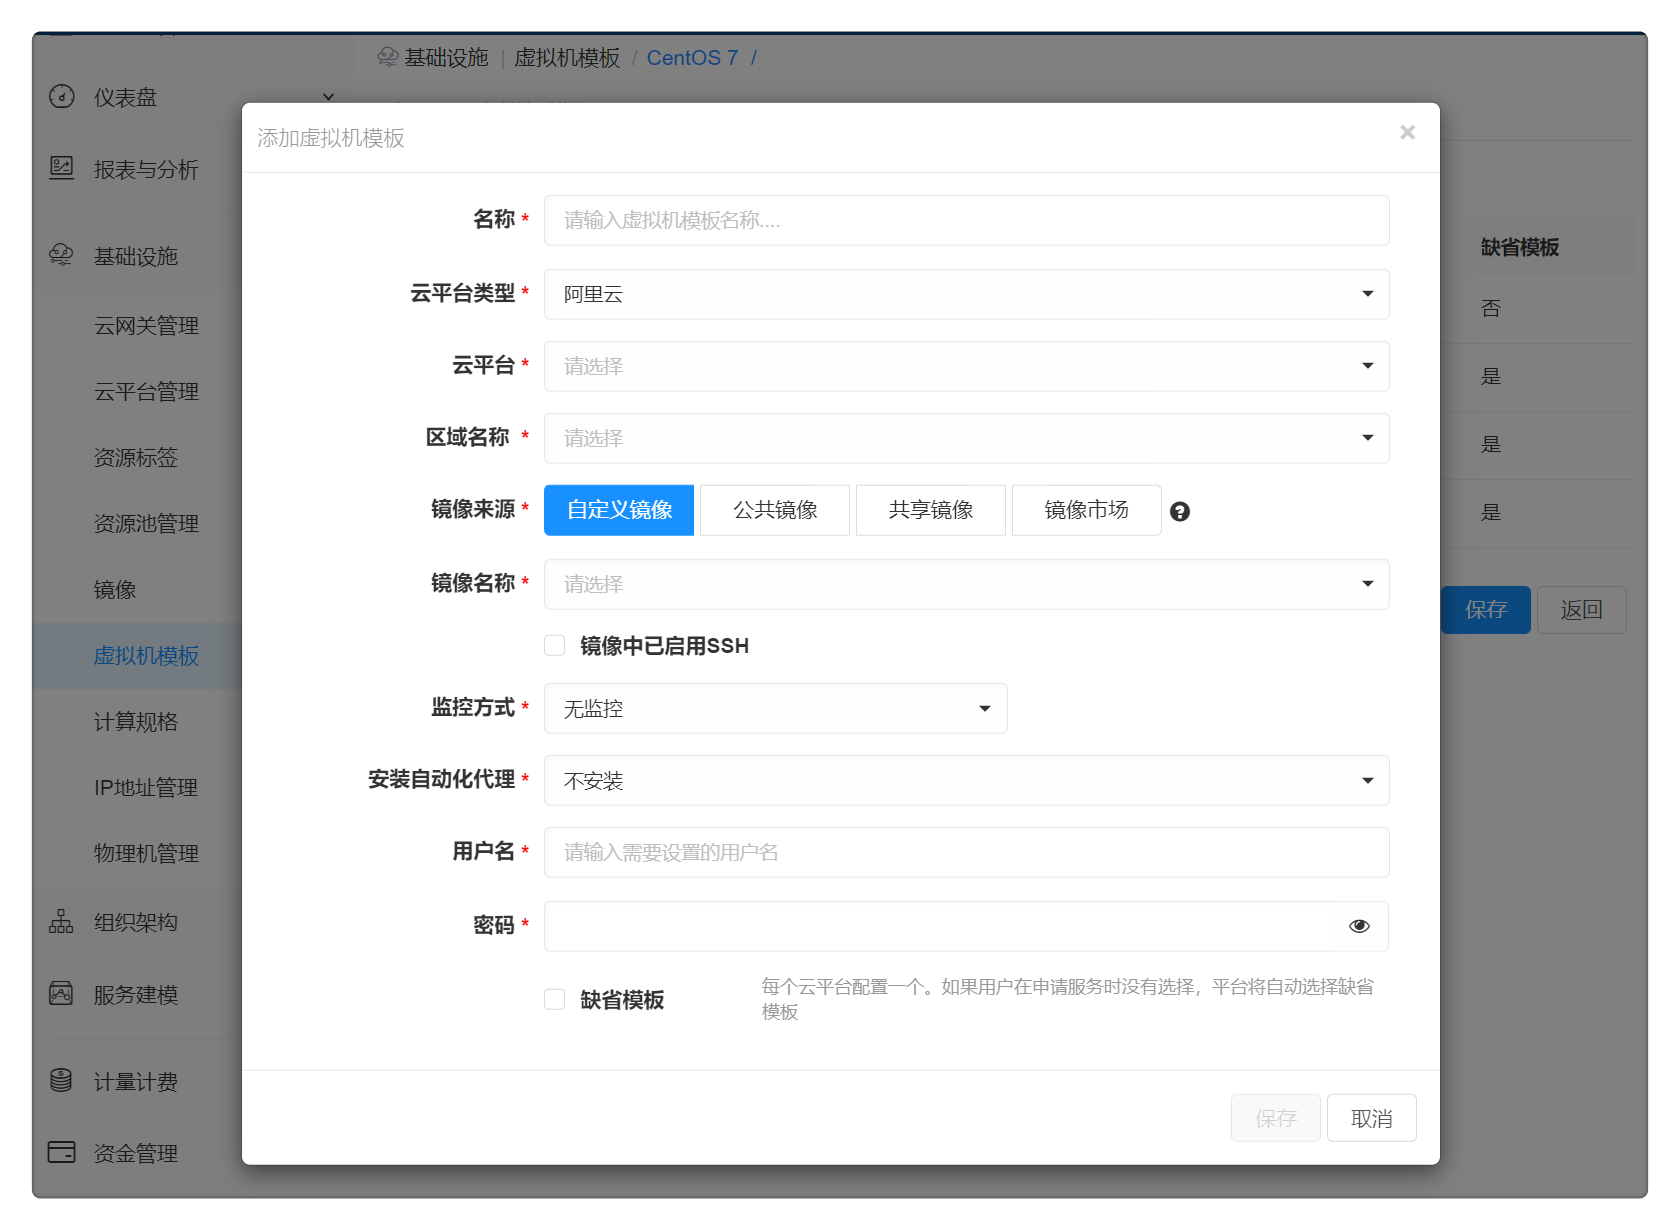 基础设施 | 虚拟机模板 / CentOS 7 /
仪表盘
报表与分析
基础设施
云网关管理
云平台管理
资源标签
资源池管理
镜像
虚拟机模板
计算规格
IP地址管理
物理机管理
组织架构
服务建模
计量计费
资金管理
添加虚拟机模板
×
名称 *
请输入虚拟机模板名称....
云平台类型 *
阿里云
云平台 *
请选择
区域名称 *
请选择
镜像来源 *
自定义镜像
公共镜像
共享镜像
镜像市场
?
镜像名称 *
请选择
镜像中已启用SSH
监控方式 *
无监控
安装自动化代理 *
不安装
用户名 *
请输入需要设置的用户名
密码 *
缺省模板
每个云平台配置一个。如果用户在申请服务时没有选择，平台将自动选择缺省
模板
保存
取消
缺省模板
否
是
是
是
保存
返回